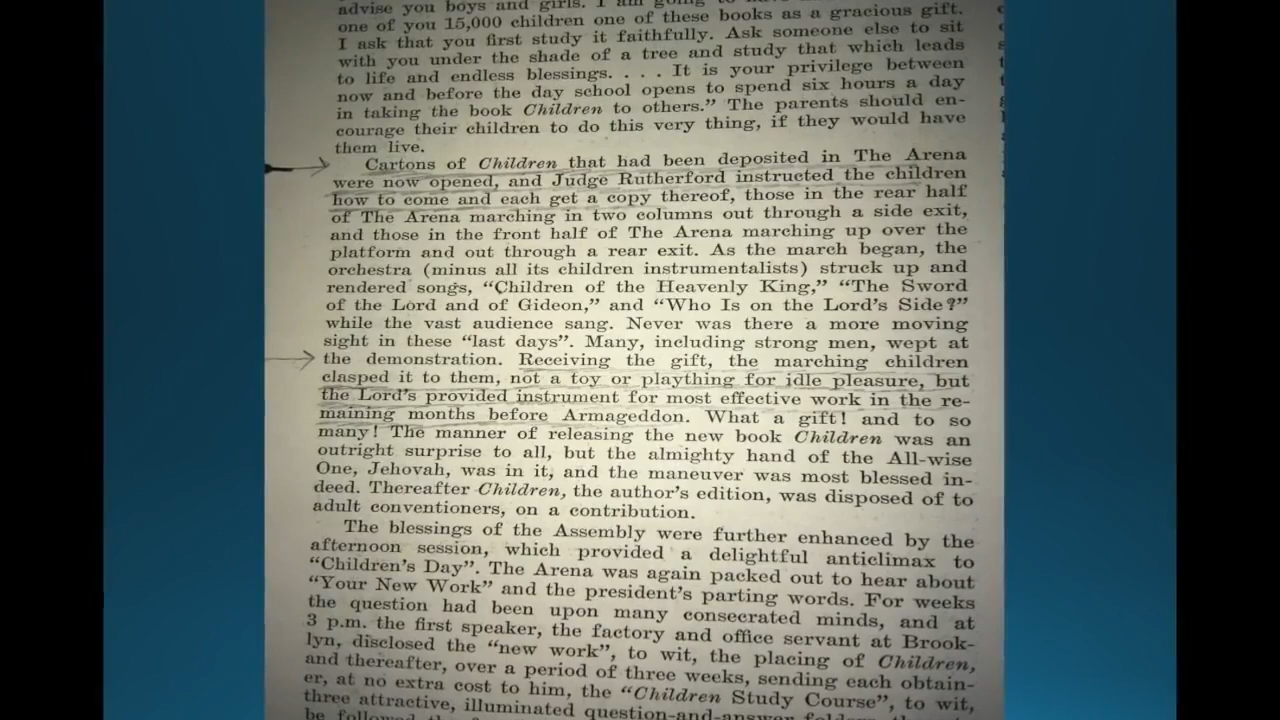 advise you boys and girls. I am going to have
one of you 15,000 children one of these books as a gracious gift.
I ask that you first study it faithfully. Ask someone else to sit
with you under the shade of a tree and study that which leads
to life and endless blessings. . . . It is your privilege between
now and before the day school opens to spend six hours a day
in taking the book Children to others.” The parents should en-
courage their children to do this very thing, if they would have
them live.
Cartons of Children that had been deposited in The Arena
were now opened, and Judge Rutherford instructed the children
how to come and each get a copy thereof, those in the rear half
of The Arena marching in two columns out through a side exit,
and those in the front half of The Arena marching up over the
platform and out through a rear exit. As the march began, the
orchestra (minus all its children instrumentalists) struck up and
rendered songs, “Children of the Heavenly King,” “The Sword
of the Lord and of Gideon,” and “Who Is on the Lord’s Side?”
while the vast audience sang. Never was there a more moving
sight in these “last days”. Many, including strong men, wept at
the demonstration. Receiving the gift, the marching children
clasped it to them, not a toy or plaything for idle pleasure, but
the Lord’s provided instrument for most effective work in the re-
maining months before Armageddon. What a gift! and to so
many! The manner of releasing the new book Children was an
outright surprise to all, but the almighty hand of the All-wise
One, Jehovah, was in it, and the maneuver was most blessed in-
deed. Thereafter Children, the author’s edition, was disposed of to
adult conventioners, on a contribution.
The blessings of the Assembly were further enhanced by the
afternoon session, which provided a delightful anticlimax to
“Children’s Day”. The Arena was again packed out to hear about
“Your New Work” and the president’s parting words. For weeks
the question had been upon many consecrated minds, and at
3 p.m. the first speaker, the factory and office servant at Brook-
lyn, disclosed the “new work”, to wit, the placing of Children,
and thereafter, over a period of three weeks, sending each obtain-
er, at no extra cost to him, the “Children Study Course”, to wit,
three attractive, illuminated question-and-answer folders,
be followed